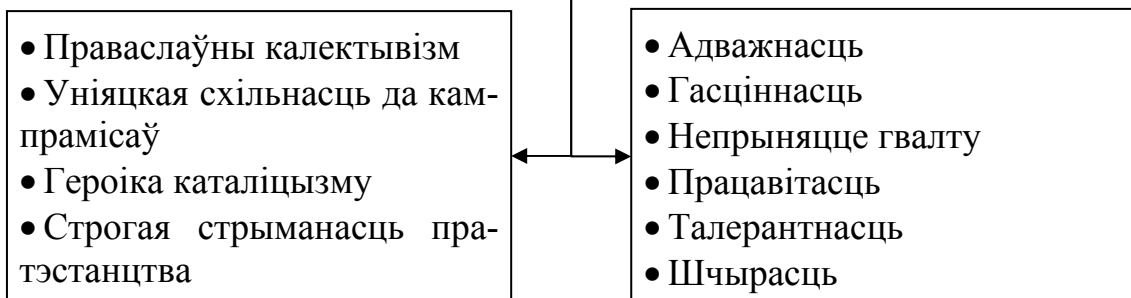 • Праваслаўны калектывізм
• Уніяцкая схільнасць да кам-
прамісаў
• Героіка каталіцызму
• Строгая стрыманасць пра-
тэстанцтва
• Адважнасць
• Гасціннасць
• Непрыняцце гвалту
• Працавітасць
• Талерантнасць
• Шчырасць